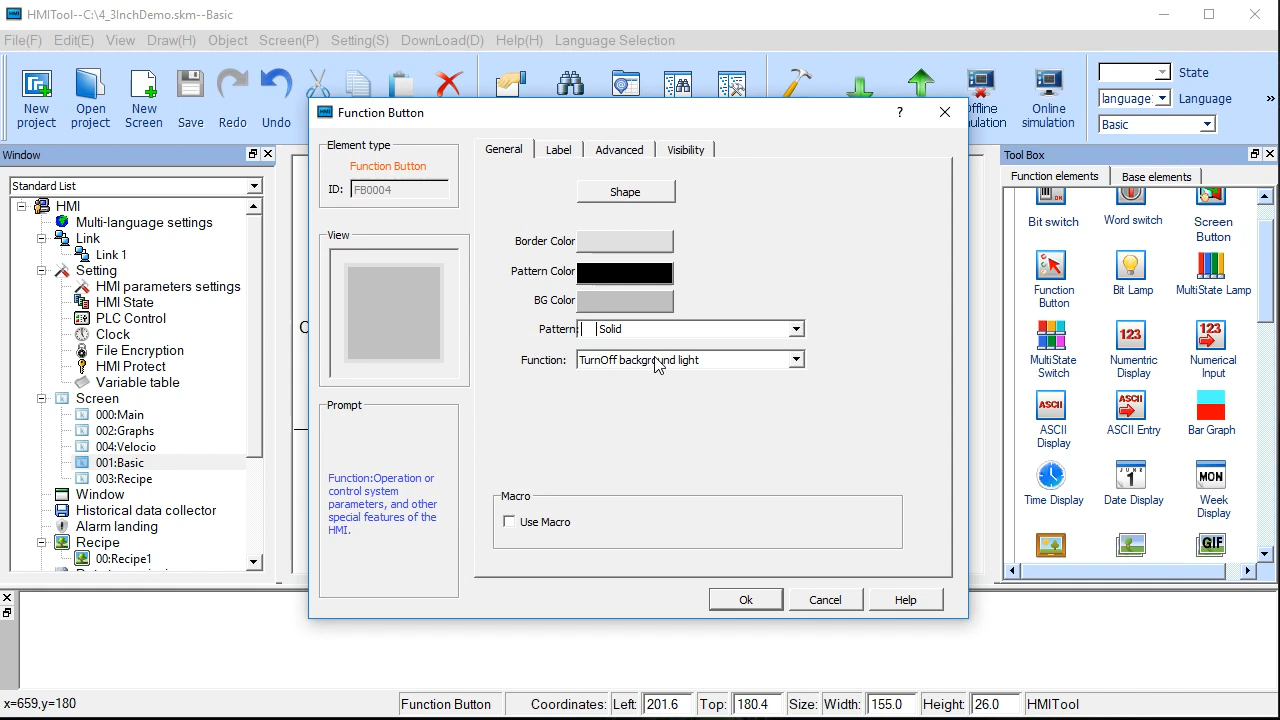 HMITool--C:\4_3InchDemo.skm--Basic
File(F) Edit(E) View Draw(H) Object Screen(P) Setting(S) DownLoad(D) Help(H) Language Selection
New project
Open project
New Screen
Save
Redo
Undo
Online simulation
State
language: Language
Basic
Window
Standard List
HMI
Multi-language settings
Link
Link 1
Setting
HMI parameters settings
HMI State
PLC Control
Clock
File Encryption
HMI Protect
Variable table
Screen
000:Main
002:Graphs
004:Velocio
001:Basic
003:Recipe
Window
Historical data collector
Alarm landing
Recipe
00:Recipe1
Function Button
?
Element type
Function Button
ID: FB0004
View
Prompt
Function:Operation or
control system
parameters, and other
special features of the
HMI.
General Label Advanced Visibility
Shape
Border Color
Pattern Color
BG Color
Pattern: Solid
Function: TurnOff background light
Macro
Use Macro
Ok Cancel Help
Tool Box
Function elements Base elements
Bit switch
Word switch
Screen Button
Function Button
Bit Lamp
MultiState Lamp
MultiState Switch
Numeric Display
Numerical Input
ASCII Display
ASCII Entry
Bar Graph
Time Display
Date Display
Week Display
x=659,y=180
Function Button Coordinates: Left: 201.6 Top: 180.4 Size: Width: 155.0 Height: 26.0 HMITool